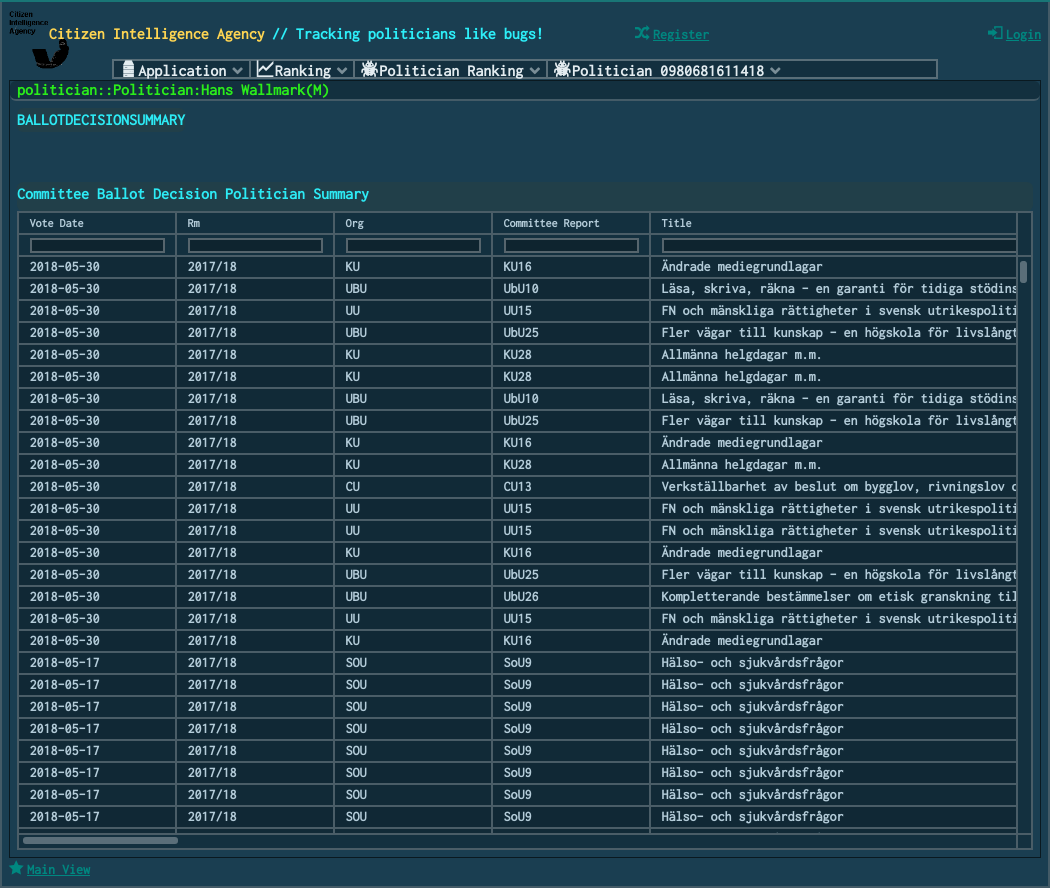 Citizen
Intelligence
Agency
Citizen Intelligence Agency // Tracking politicians like bugs!
Register
Login
Application
Ranking
Politician Ranking
Politician 0980681611418
politician::Politician:Hans Wallmark(M)
BALLOTDECISIONSUMMARY
Committee Ballot Decision Politician Summary
Vote Date Rm Org Committee Report Title
2018-05-30 2017/18 KU KU16 Ändrade mediegrundlagar
2018-05-30 2017/18 UBU UbU10 Läsa, skriva, räkna – en garanti för tidiga stödins
2018-05-30 2017/18 UU UU15 FN och mänskliga rättigheter i svensk utrikespoliti
2018-05-30 2017/18 UBU UbU25 Fler vägar till kunskap – en högskola för livslångt
2018-05-30 2017/18 KU KU28 Allmänna helgdagar m.m.
2018-05-30 2017/18 KU KU28 Allmänna helgdagar m.m.
2018-05-30 2017/18 UBU UbU10 Läsa, skriva, räkna – en garanti för tidiga stödins
2018-05-30 2017/18 UBU UbU25 Fler vägar till kunskap – en högskola för livslångt
2018-05-30 2017/18 KU KU16 Ändrade mediegrundlagar
2018-05-30 2017/18 KU KU28 Allmänna helgdagar m.m.
2018-05-30 2017/18 CU CU13 Verkställbarhet av beslut om bygglov, rivningslov o
2018-05-30 2017/18 UU UU15 FN och mänskliga rättigheter i svensk utrikespoliti
2018-05-30 2017/18 UU UU15 FN och mänskliga rättigheter i svensk utrikespoliti
2018-05-30 2017/18 KU KU16 Ändrade mediegrundlagar
2018-05-30 2017/18 UBU UbU25 Fler vägar till kunskap – en högskola för livslångt
2018-05-30 2017/18 UBU UbU26 Kompletterande bestämmelser om etisk granskning til
2018-05-30 2017/18 UU UU15 FN och mänskliga rättigheter i svensk utrikespoliti
2018-05-30 2017/18 KU KU16 Ändrade mediegrundlagar
2018-05-17 2017/18 SOU SoU9 Hälso- och sjukvårdsfrågor
2018-05-17 2017/18 SOU SoU9 Hälso- och sjukvårdsfrågor
2018-05-17 2017/18 SOU SoU9 Hälso- och sjukvårdsfrågor
2018-05-17 2017/18 SOU SoU9 Hälso- och sjukvårdsfrågor
2018-05-17 2017/18 SOU SoU9 Hälso- och sjukvårdsfrågor
2018-05-17 2017/18 SOU SoU9 Hälso- och sjukvårdsfrågor
2018-05-17 2017/18 SOU SoU9 Hälso- och sjukvårdsfrågor
2018-05-17 2017/18 SOU SoU9 Hälso- och sjukvårdsfrågor
Main View